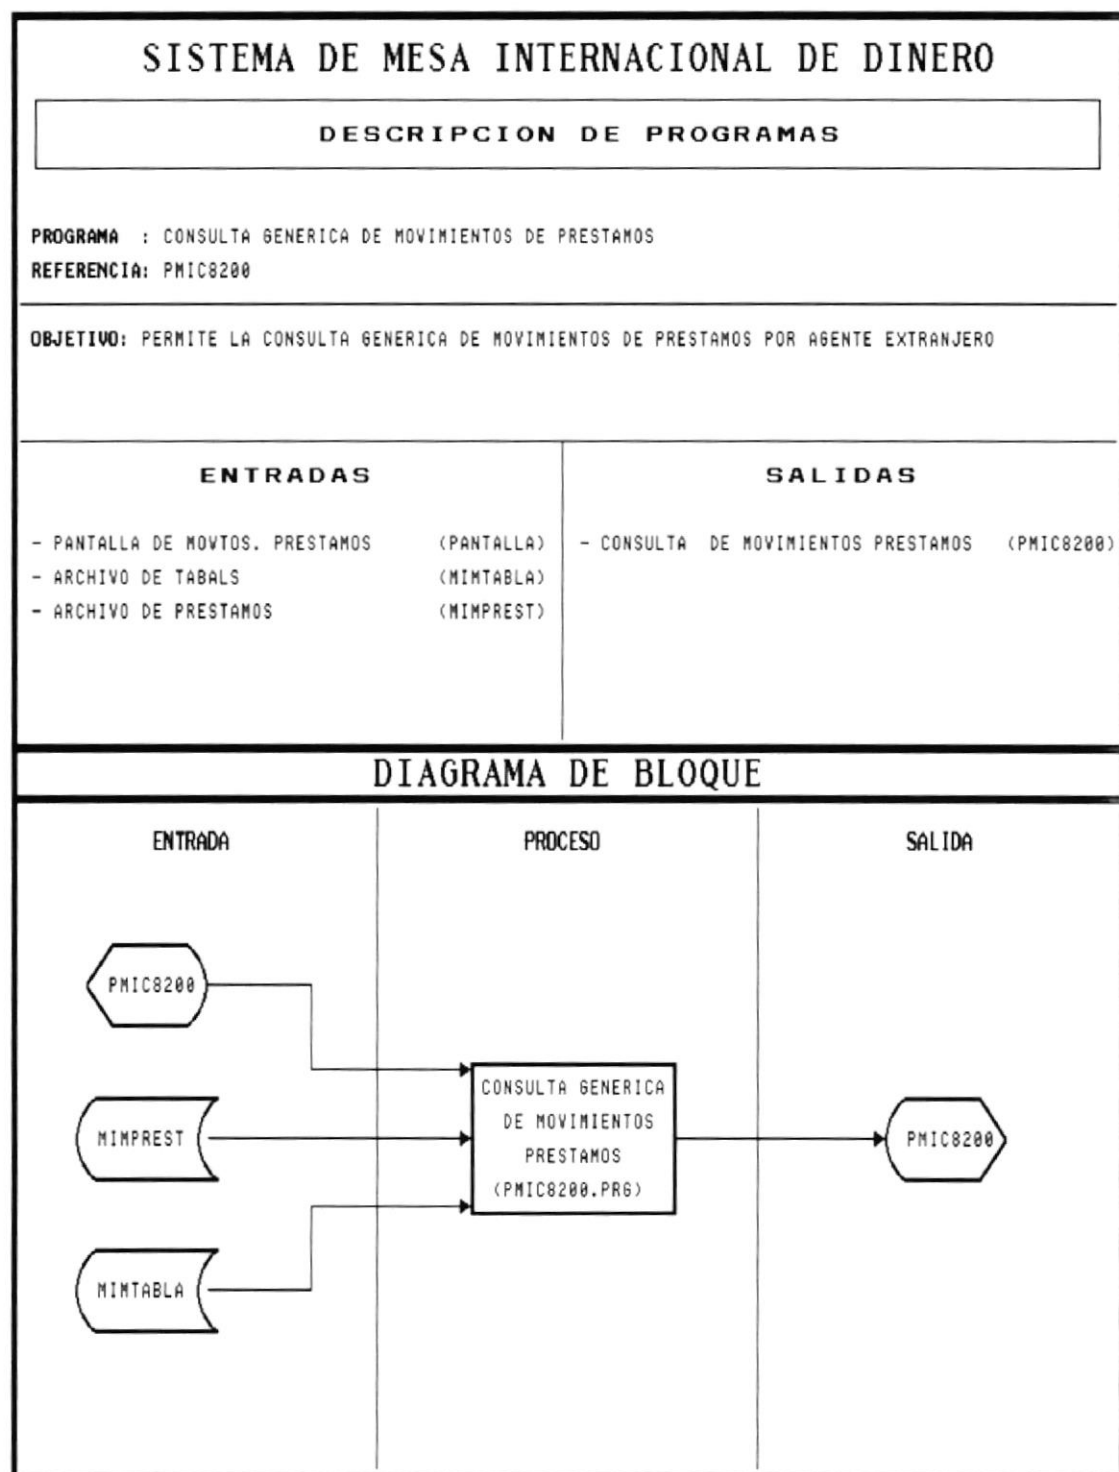 SISTEMA DE MESA INTERNACIONAL DE DINERO
DESCRIPCION DE PROGRAMAS
PROGRAMA : CONSULTA GENERICA DE MOVIMIENTOS DE PRESTAMOS
REFERENCIA: PMIC8200
OBJETIVO: PERMITE LA CONSULTA GENERICA DE MOVIMIENTOS DE PRESTAMOS POR AGENTE EXTRANJERO
ENTRADAS
- PANTALLA DE MOVTOS. PRESTAMOS (PANTALLA)
- ARCHIVO DE TABALS (MIMTABLA)
- ARCHIVO DE PRESTAMOS (MIMPREST)
SALIDAS
- CONSULTA DE MOVIMIENTOS PRESTAMOS (PMIC8200)
DIAGRAMA DE BLOQUE
ENTRADA
PROCESO
SALIDA
PMIC8200
MIMPREST
MIMTABLA
CONSULTA GENERICA
DE MOVIMIENTOS
PRESTAMOS
(PMIC8200.PRG)
PMIC8200